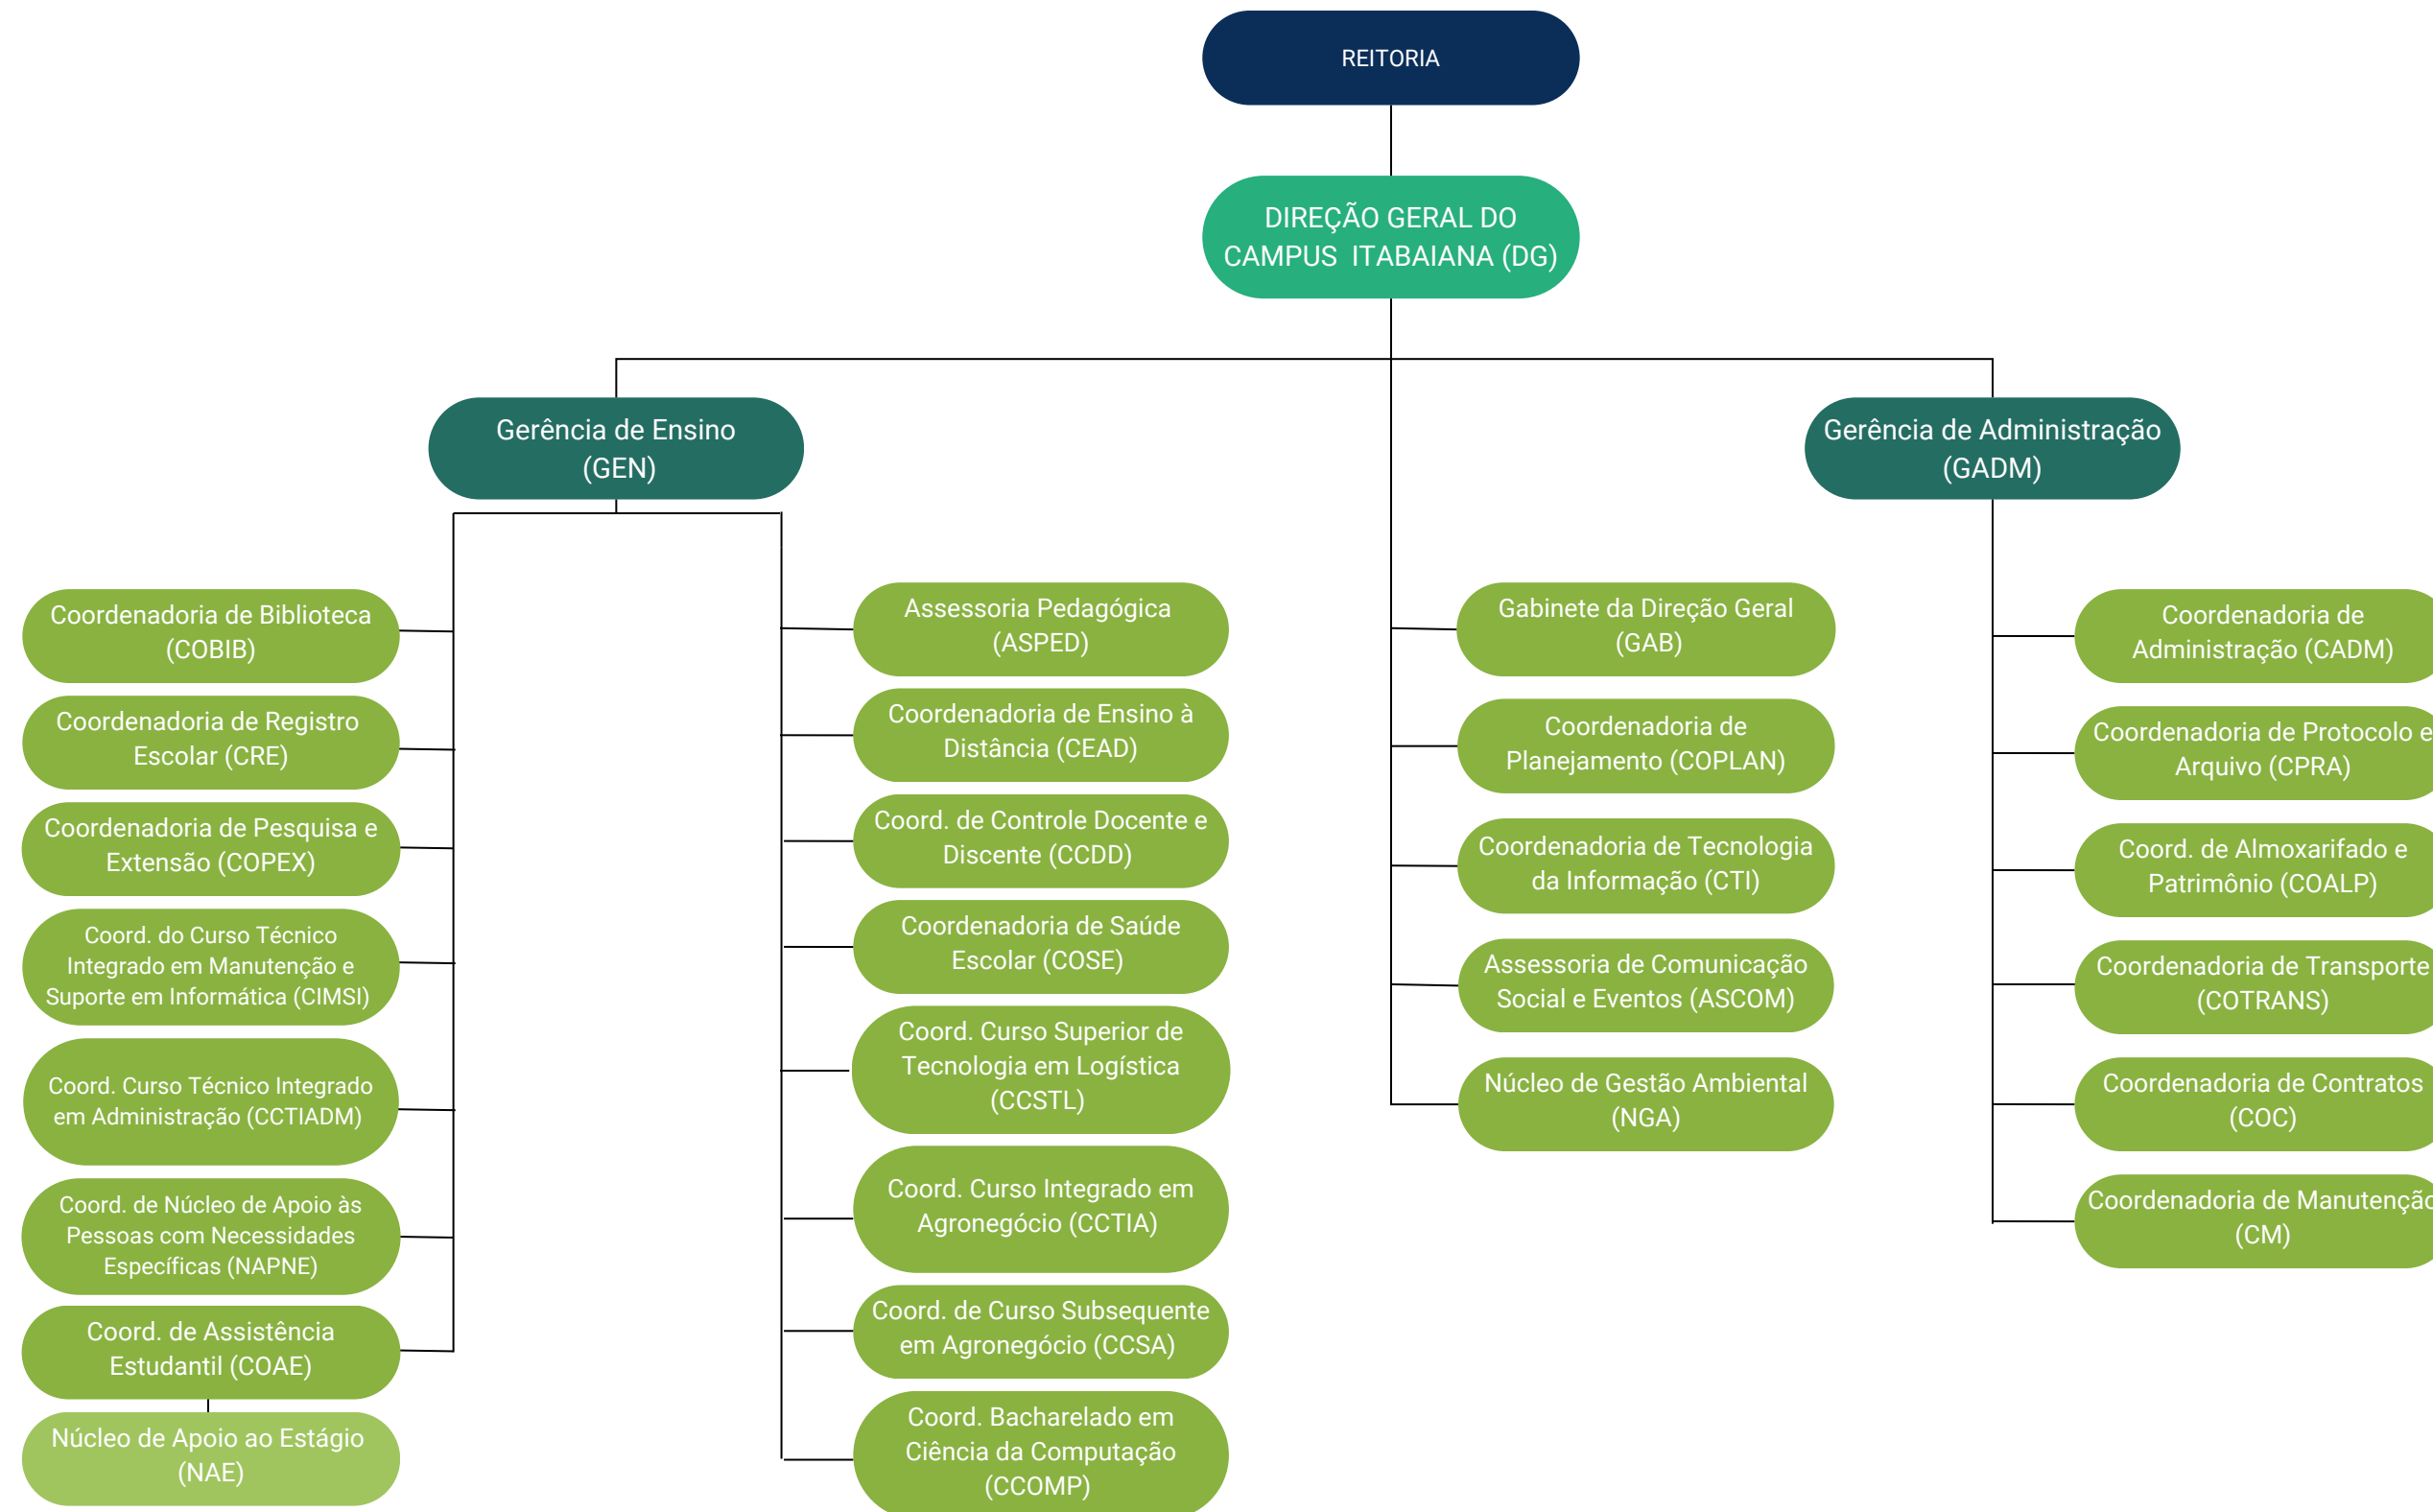 REITORIA
DIREÇÃO GERAL DO
CAMPUS ITABAIANA (DG)
Gerência de Ensino
(GEN)
Gerência de Administração
(GADM)
Coordenadoria de Biblioteca
(COBIB)
Coordenadoria de Registro
Escolar (CRE)
Coordenadoria de Pesquisa e
Extensão (COPEX)
Coord. do Curso Técnico
Integrado em Manutenção e
Suporte em Informática (CIMSI)
Coord. Curso Técnico Integrado
em Administração (CCTIADM)
Coord. de Núcleo de Apoio às
Pessoas com Necessidades
Específicas (NAPNE)
Coord. de Assistência
Estudantil (COAE)
Núcleo de Apoio ao Estágio
(NAE)
Assessoria Pedagógica
(ASPED)
Coordenadoria de Ensino à
Distância (CEAD)
Coord. de Controle Docente e
Discente (CCDD)
Coordenadoria de Saúde
Escolar (COSE)
Coord. Curso Superior de
Tecnologia em Logística
(CCSTL)
Coord. Curso Integrado em
Agronegócio (CCTIA)
Coord. de Curso Subsequente
em Agronegócio (CCSA)
Coord. Bacharelado em
Ciência da Computação
(CCOMP)
Gabinete da Direção Geral
(GAB)
Coordenadoria de
Planejamento (COPLAN)
Coordenadoria de Tecnologia
da Informação (CTI)
Assessoria de Comunicação
Social e Eventos (ASCOM)
Núcleo de Gestão Ambiental
(NGA)
Coordenadoria de
Administração (CADM)
Coordenadoria de Protocolo e
Arquivo (CPRA)
Coord. de Almoxarifado e
Patrimônio (COALP)
Coordenadoria de Transporte
(COTRANS)
Coordenadoria de Contratos
(COC)
Coordenadoria de Manutenção
(CM)